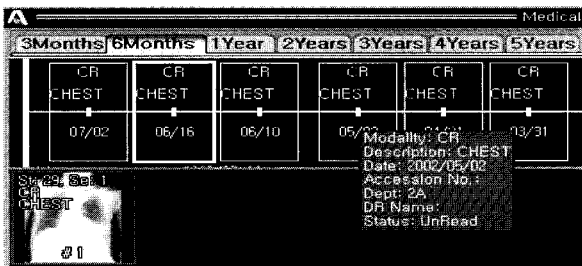 A Medical
3Months 6Months 1Year 2Years 3Years 4Years 5Years
CR CR CR CR CR CR
CHEST CHEST CHEST CHEST CHEST CHEST
07/02 06/16 06/10 03/31
Modality: CR
Description: CHEST
Date: 2002/05/02
Accession No.:
Dept: 2A
DR Name:
Status: UnRead
CR
CHEST
#1